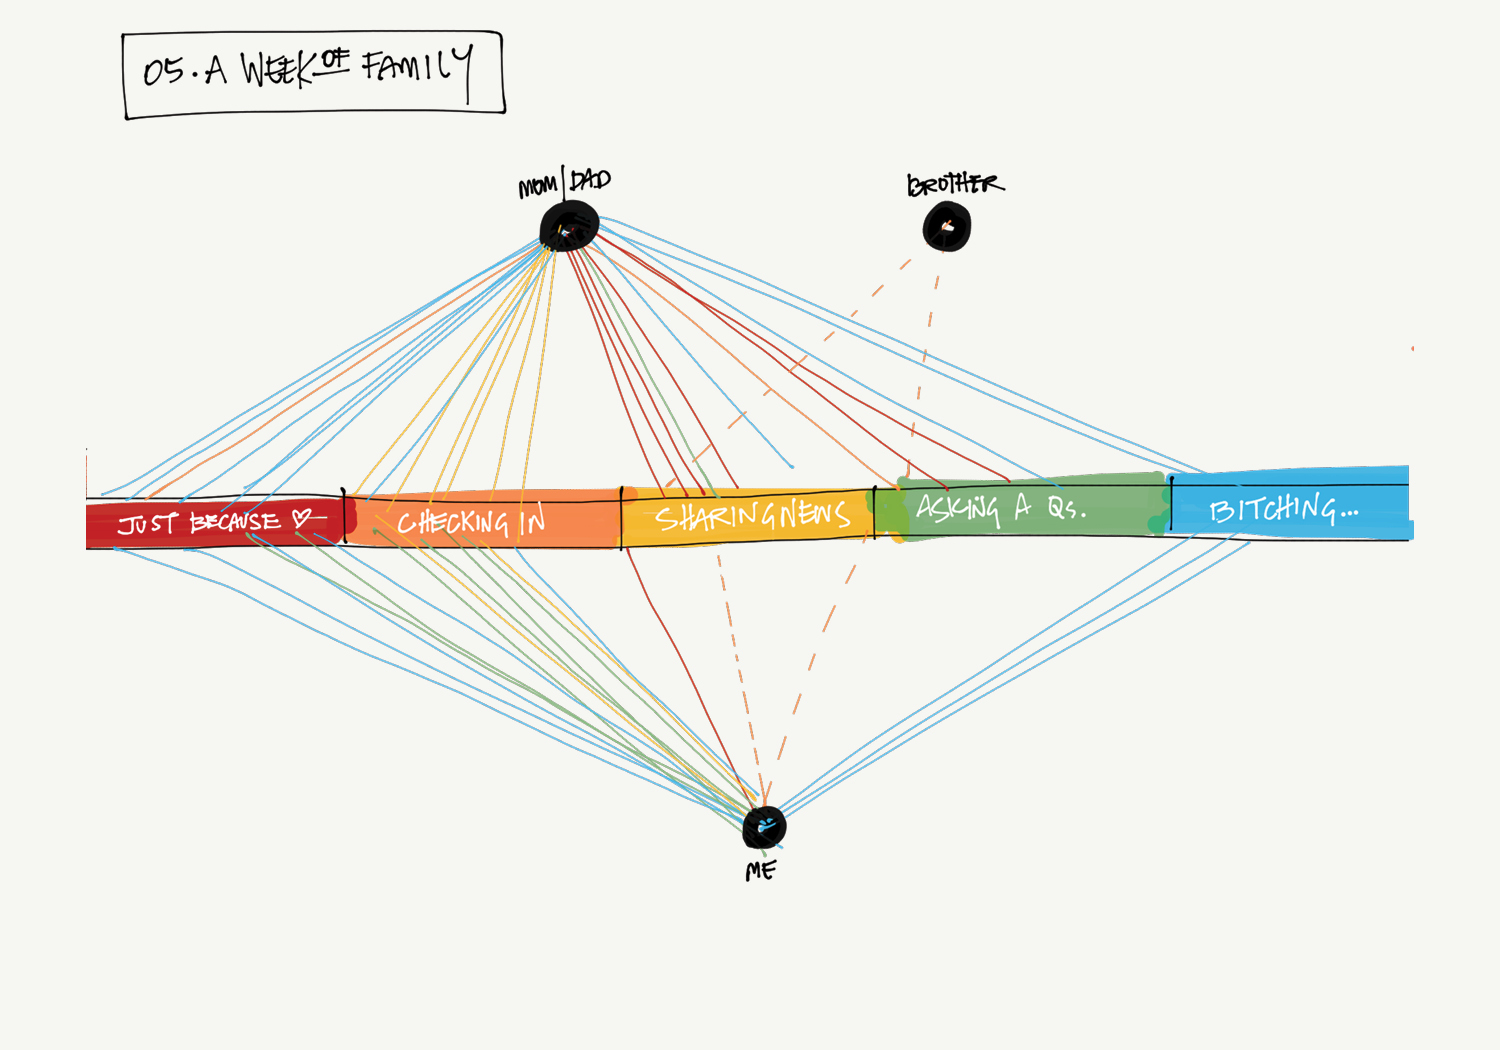 05. A WEEK OF FAMILY
MOM | DAD
BROTHER
JUST BECAUSE ♡
CHECKING IN
SHARING NEWS
ASKING A QS.
BITCHING...
ME